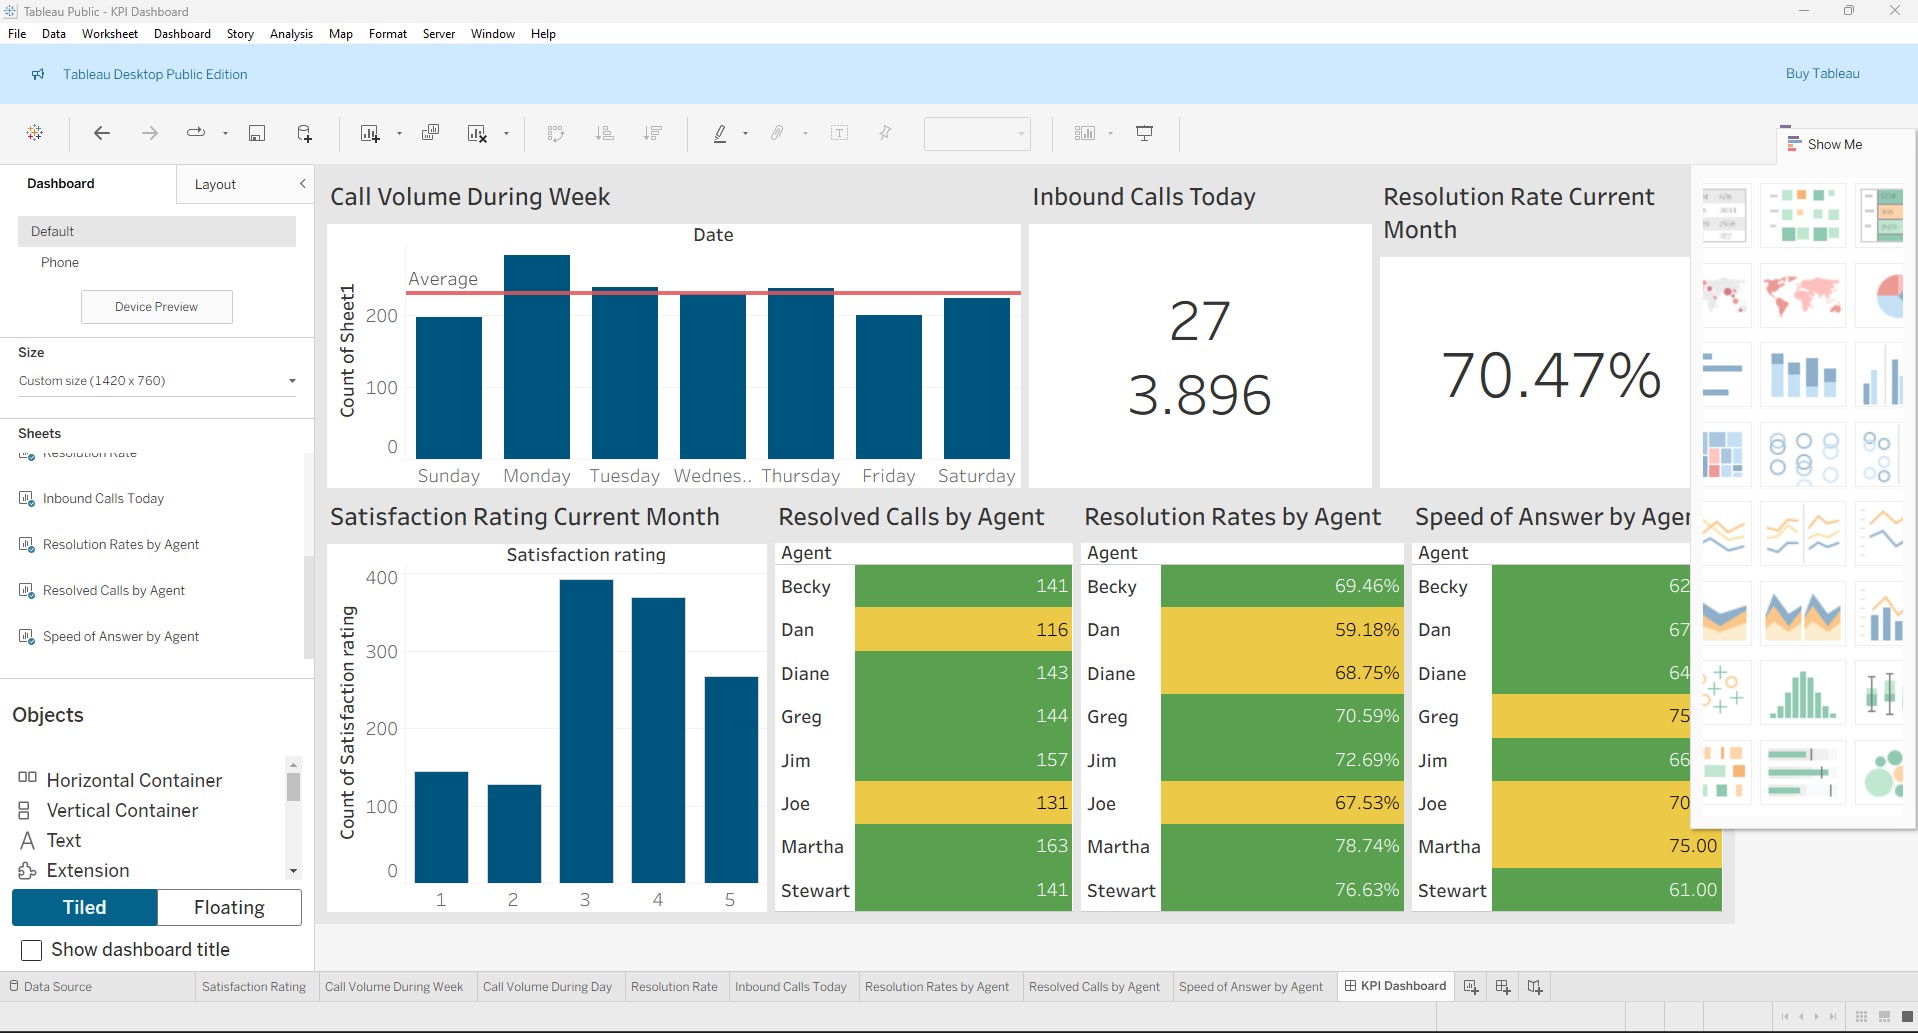 Tableau Public - KPI Dashboard
File Data Worksheet Dashboard Story Analysis Map Format Server Window Help
Tableau Desktop Public Edition
Buy Tableau
Show Me
Dashboard
Layout
Default
Phone
Device Preview
Size
Custom size (1420 x 760)
Sheets
Resolution Rate
Inbound Calls Today
Resolution Rates by Agent
Resolved Calls by Agent
Speed of Answer by Agent
Objects
Horizontal Container
Vertical Container
Text
Extension
Tiled
Floating
Show dashboard title
Call Volume During Week
Date
Count of Sheet1
200
100
0
Average
Sunday Monday Tuesday Wednes.. Thursday Friday Saturday
Inbound Calls Today
27
3.896
Resolution Rate Current
Month
70.47%
Satisfaction Rating Current Month
Satisfaction rating
Count of Satisfaction rating
400
300
200
100
0
1 2 3 4 5
Resolved Calls by Agent
Agent
Becky 141
Dan 116
Diane 143
Greg 144
Jim 157
Joe 131
Martha 163
Stewart 141
Resolution Rates by Agent
Agent
Becky 69.46%
Dan 59.18%
Diane 68.75%
Greg 70.59%
Jim 72.69%
Joe 67.53%
Martha 78.74%
Stewart 76.63%
Speed of Answer by Age
Agent
Becky 62
Dan 67
Diane 64
Greg 75
Jim 66
Joe 70
Martha 75.00
Stewart 61.00
Data Source
Satisfaction Rating
Call Volume During Week
Call Volume During Day
Resolution Rate
Inbound Calls Today
Resolution Rates by Agent
Resolved Calls by Agent
Speed of Answer by Agent
KPI Dashboard